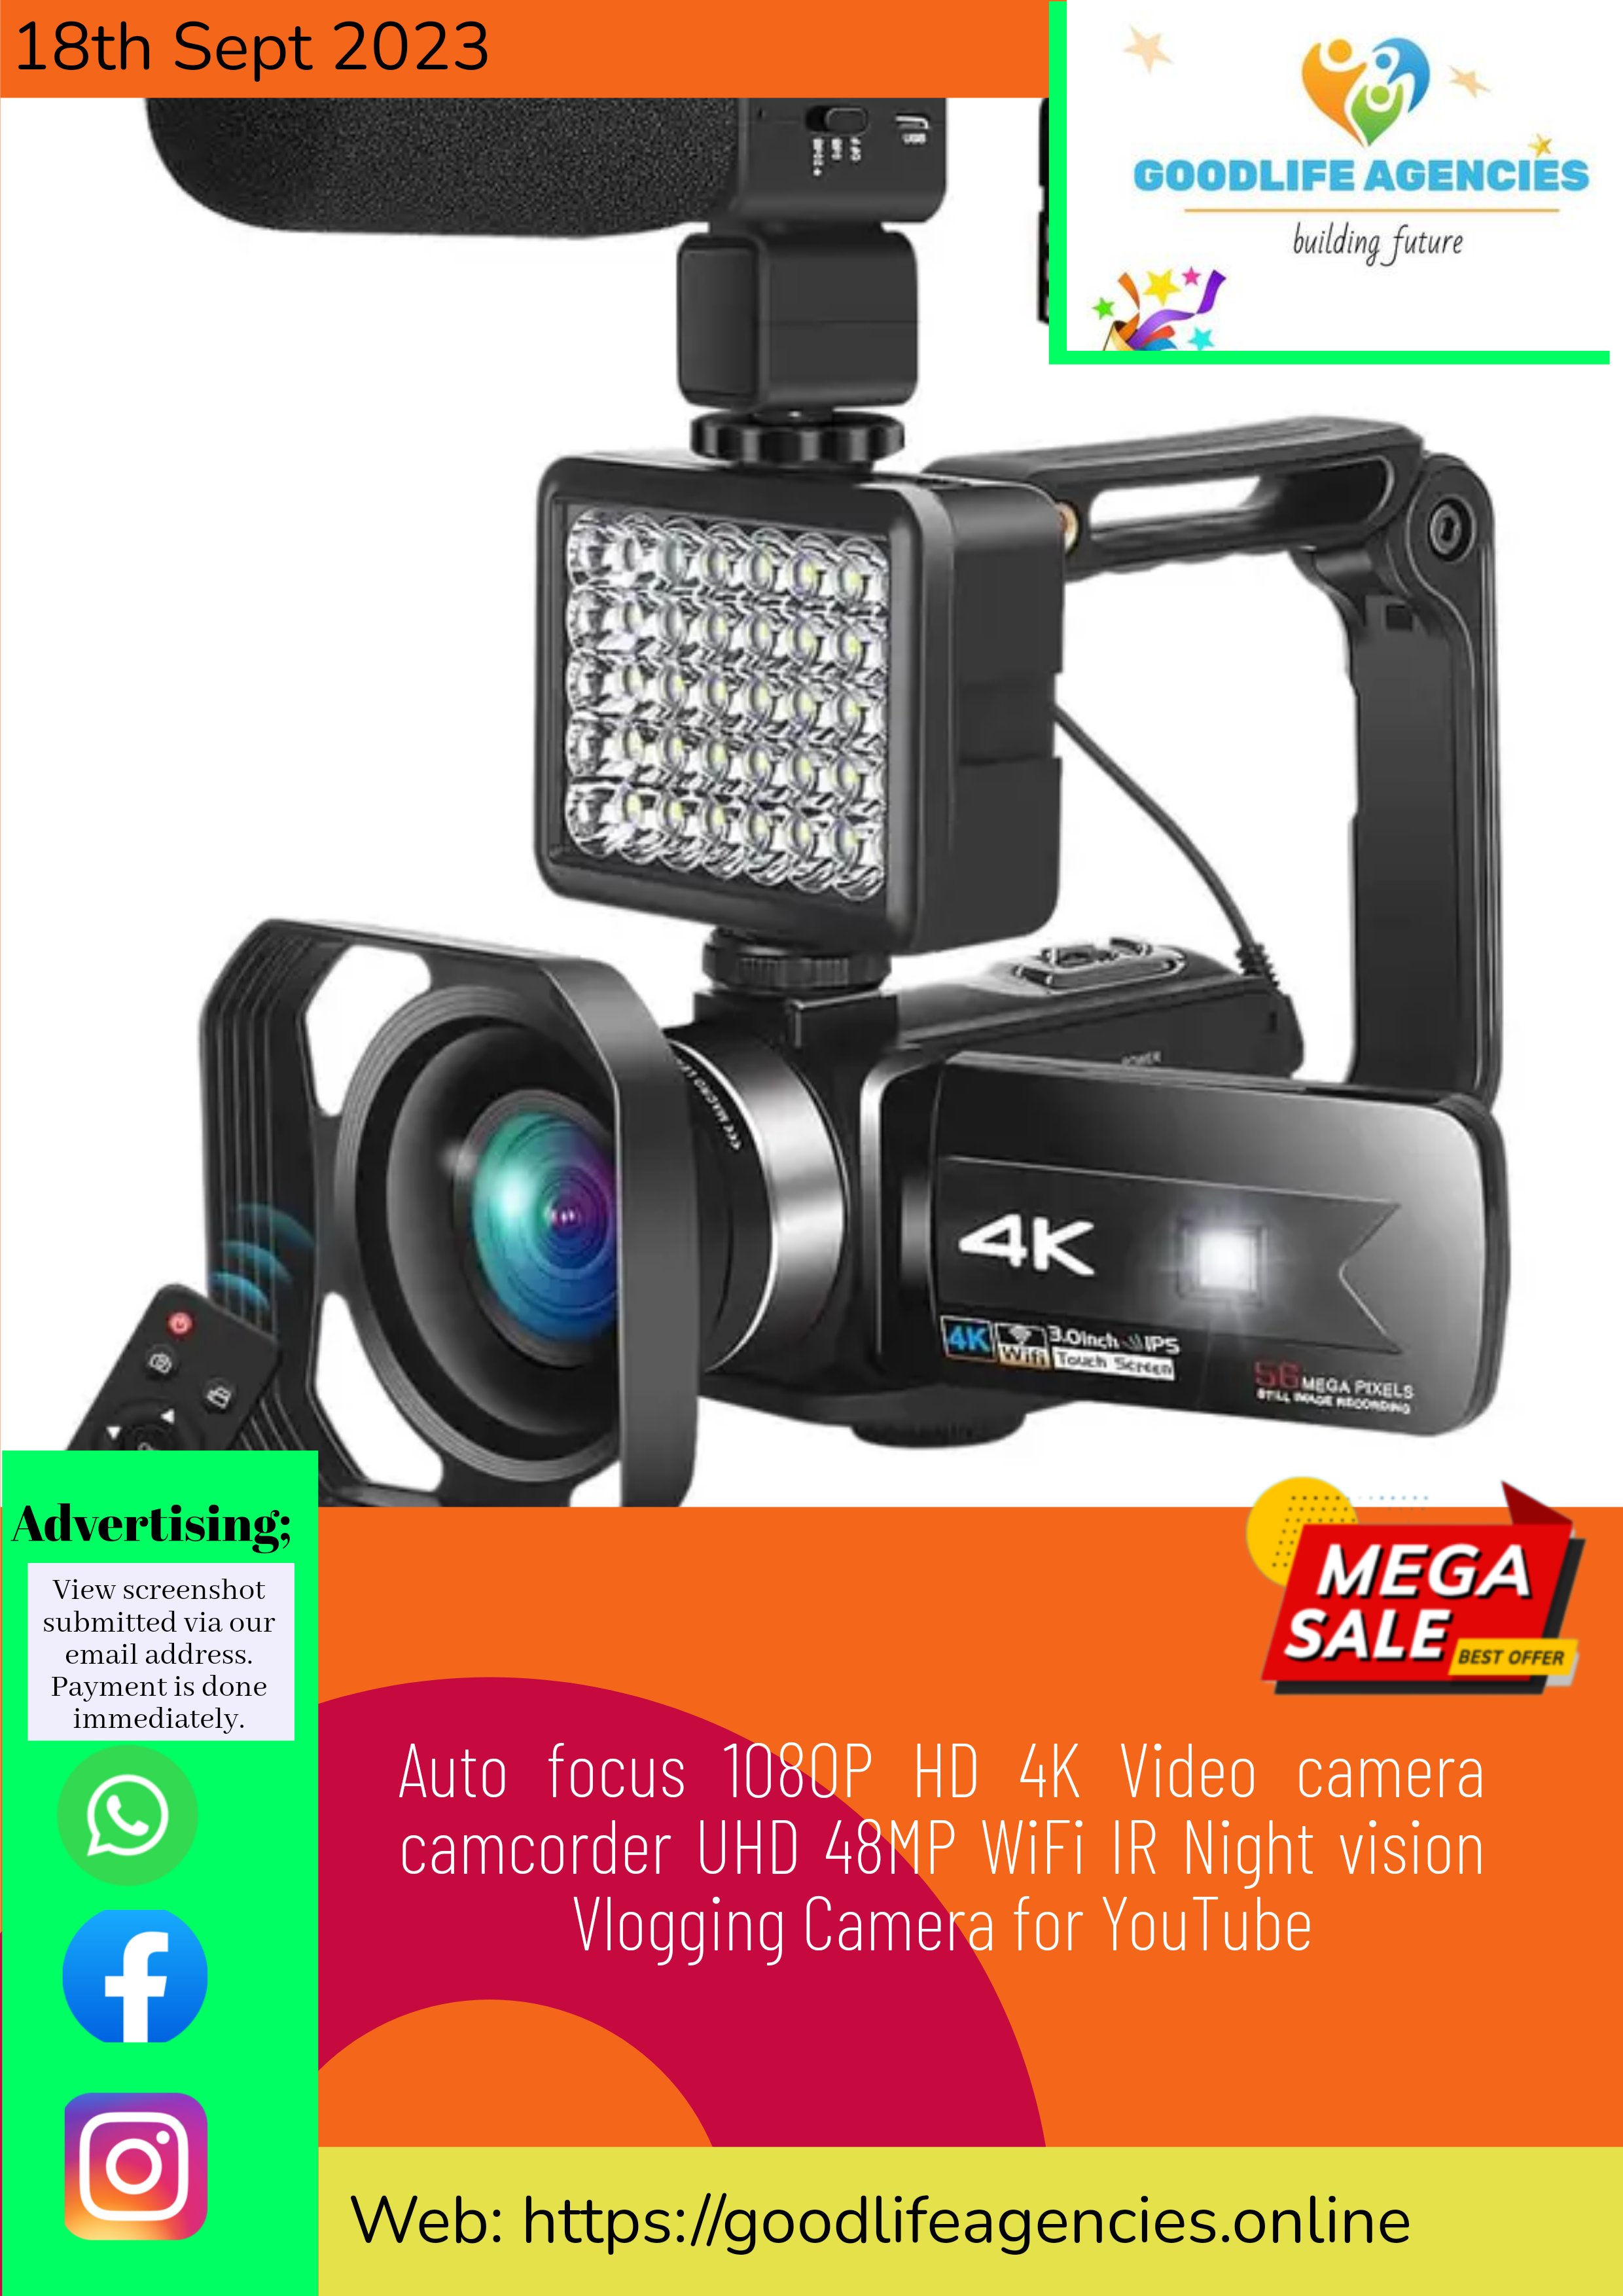 18th Sept 2023
GOODLIFE AGENCIES
building future
USB
POWER
MACRO
4K
4K Wifi 3.0inch IPS
Touch Screen
56 MEGA PIXELS
STILL IMAGE RECORDING
Advertising;
View screenshot
submitted via our
email address.
Payment is done
immediately.
MEGA
SALE
BEST OFFER
Auto focus 1080P HD 4K Video camera
camcorder UHD 48MP WiFi IR Night vision
Vlogging Camera for YouTube
Web: https://goodlifeagencies.online